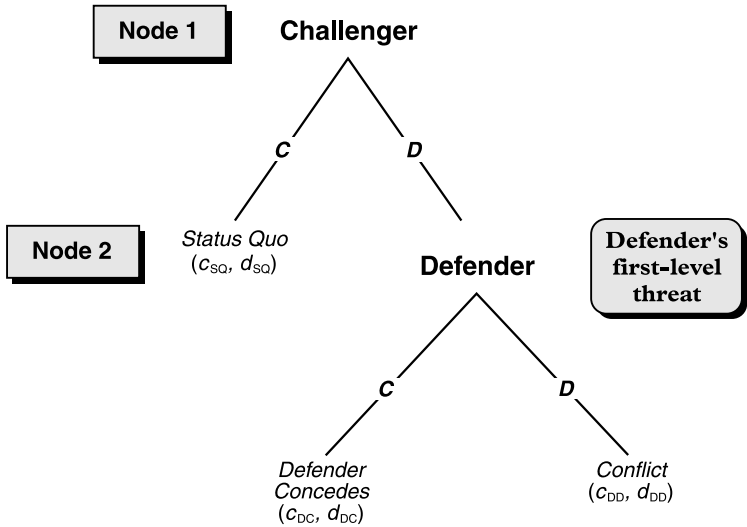 Node 1
Challenger
C
D
Node 2
Status Quo
(cSQ, dSQ)
Defender
Defender's
first-level
threat
C
D
Defender
Concedes
(cDC, dDC)
Conflict
(cDD, dDD)